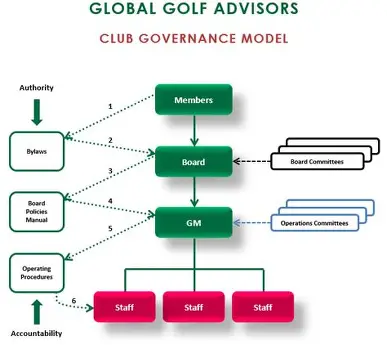 GLOBAL GOLF ADVISORS
CLUB GOVERNANCE MODEL
Authority
1
Members
2
Bylaws
Board
Board Committees
3
Board
Policies
Manual
4
GM
Operations Committees
5
Operating
Procedures
6
Staff
Staff
Staff
Accountability